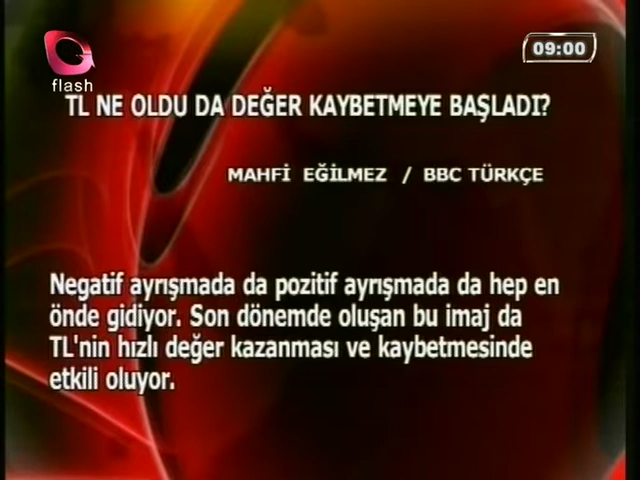 flash
09:00
TL NE OLDU DA DEĞER KAYBETMEYE BAŞLADI?
MAHFİ EĞİLMEZ / BBC TÜRKÇE
Negatif ayrışmada da pozitif ayrışmada da hep en
önde gidiyor. Son dönemde oluşan bu imaj da
TL'nin hızlı değer kazanması ve kaybetmesinde
etkili oluyor.